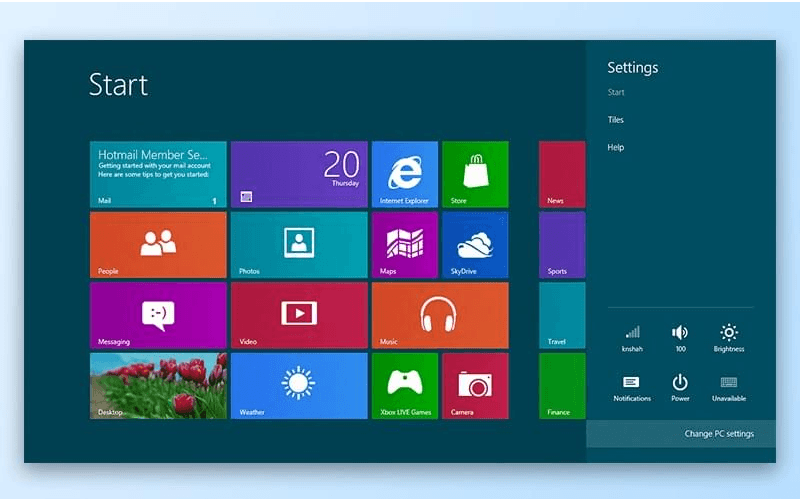 Start
Hotmail Member Se...
Getting started with your mail account
Here are some tips to get you started:
Mail
1
20
Thursday
Internet Explorer
Store
News
People
Photos
Maps
SkyDrive
Sports
Messaging
:-)
Video
Music
Travel
Desktop
Weather
Xbox LIVE Games
Camera
Finance
Settings
Start
Tiles
Help
knshah
100
Brightness
Notifications
Power
Unavailable
Change PC settings